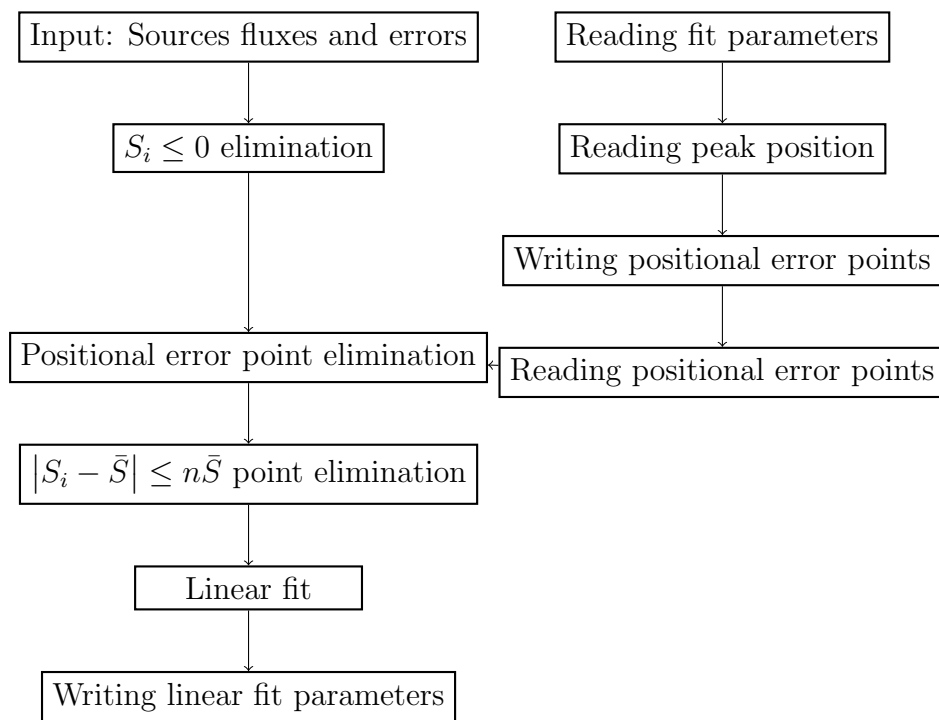 Input: Sources fluxes and errors
Reading fit parameters
S_i ≤ 0 elimination
Reading peak position
Writing positional error points
Positional error point elimination
Reading positional error points
|S_i − S̄| ≤ nS̄ point elimination
Linear fit
Writing linear fit parameters